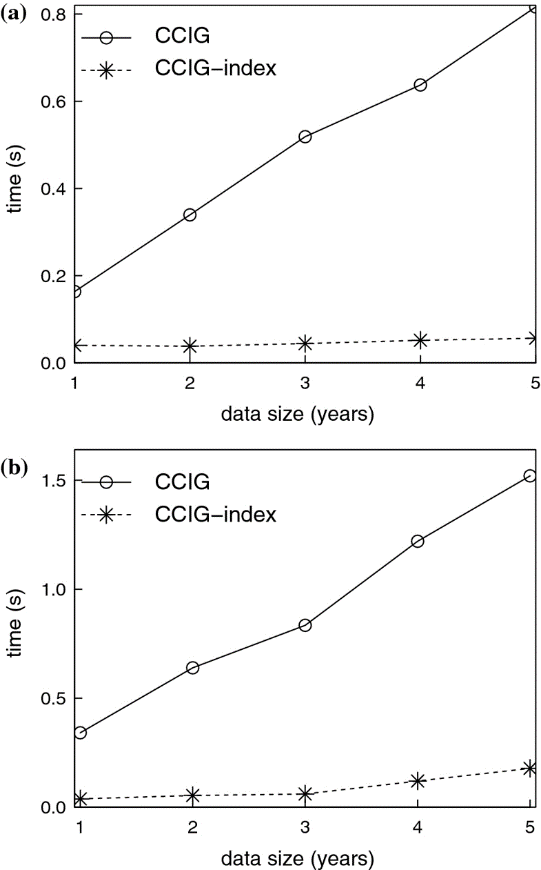 (a)
CCIG
CCIG–index
0.8
0.6
0.4
0.2
0.0
time (s)
1 2 3 4 5
data size (years)
(b)
CCIG
CCIG–index
1.5
1.0
0.5
0.0
time (s)
1 2 3 4 5
data size (years)